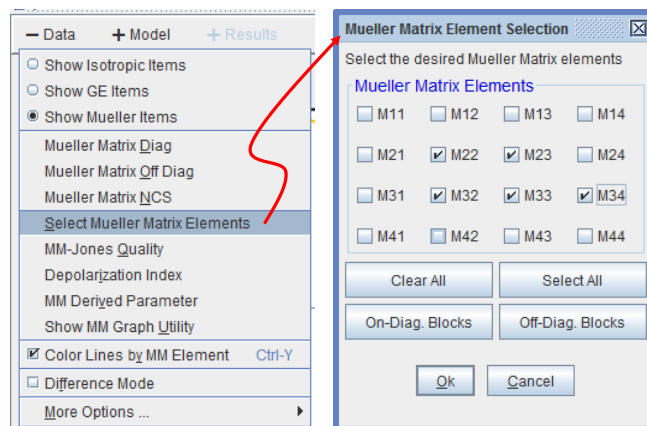 Data Model Results
Show Isotropic Items
Show GE Items
Show Mueller Items
Mueller Matrix Diag
Mueller Matrix Off Diag
Mueller Matrix NCS
Select Mueller Matrix Elements
MM-Jones Quality
Depolarization Index
MM Derived Parameter
Show MM Graph Utility
Color Lines by MM Element Ctrl-Y
Difference Mode
More Options ...
Mueller Matrix Element Selection
Select the desired Mueller Matrix elements
Mueller Matrix Elements
M11 M12 M13 M14
M21 M22 M23 M24
M31 M32 M33 M34
M41 M42 M43 M44
Clear All Select All
On-Diag. Blocks Off-Diag. Blocks
Ok Cancel